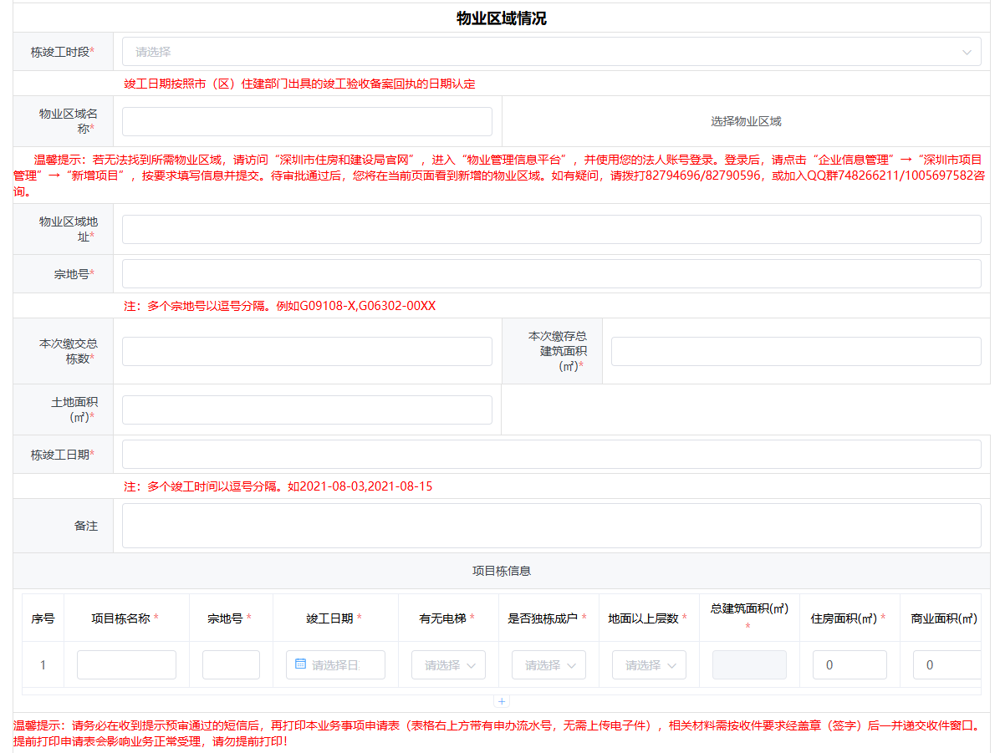 物业区域情况
栋竣工时段*
请选择
竣工日期按照市（区）住建部门出具的竣工验收备案回执的日期认定
物业区域名
称*
选择物业区域
温馨提示：若无法找到所需物业区域，请访问“深圳市住房和建设局官网”，进入“物业管理信息平台”，并使用您的法人账号登录。登录后，请点击“企业信息管理”→“深圳市项目
管理”→“新增项目”，按要求填写信息并提交。待审批通过后，您将在当前页面看到新增的物业区域。如有疑问，请拨打82794696/82790596，或加入QQ群748266211/1005697582咨
询。
物业区域地
址*
宗地号*
注：多个宗地号以逗号分隔。例如G09108-X,G06302-00XX
本次缴交总
栋数*
本次缴存总
建筑面积
(㎡)*
土地面积
(㎡)*
栋竣工日期*
注：多个竣工时间以逗号分隔。如2021-08-03,2021-08-15
备注
项目栋信息
序号 项目栋名称 * 宗地号 * 竣工日期 * 有无电梯 * 是否独栋成户 * 地面以上层数 * 总建筑面积(㎡) * 住房面积(㎡) * 商业面积(㎡)
1 请选择日 请选择 请选择 请选择 0 0
+
温馨提示：请务必在收到提示预审通过的短信后，再打印本业务事项申请表（表格右上方带有申办流水号，无需上传电子件），相关材料需按收件要求经盖章（签字）后一并递交收件窗口。
提前打印申请表会影响业务正常受理，请勿提前打印！